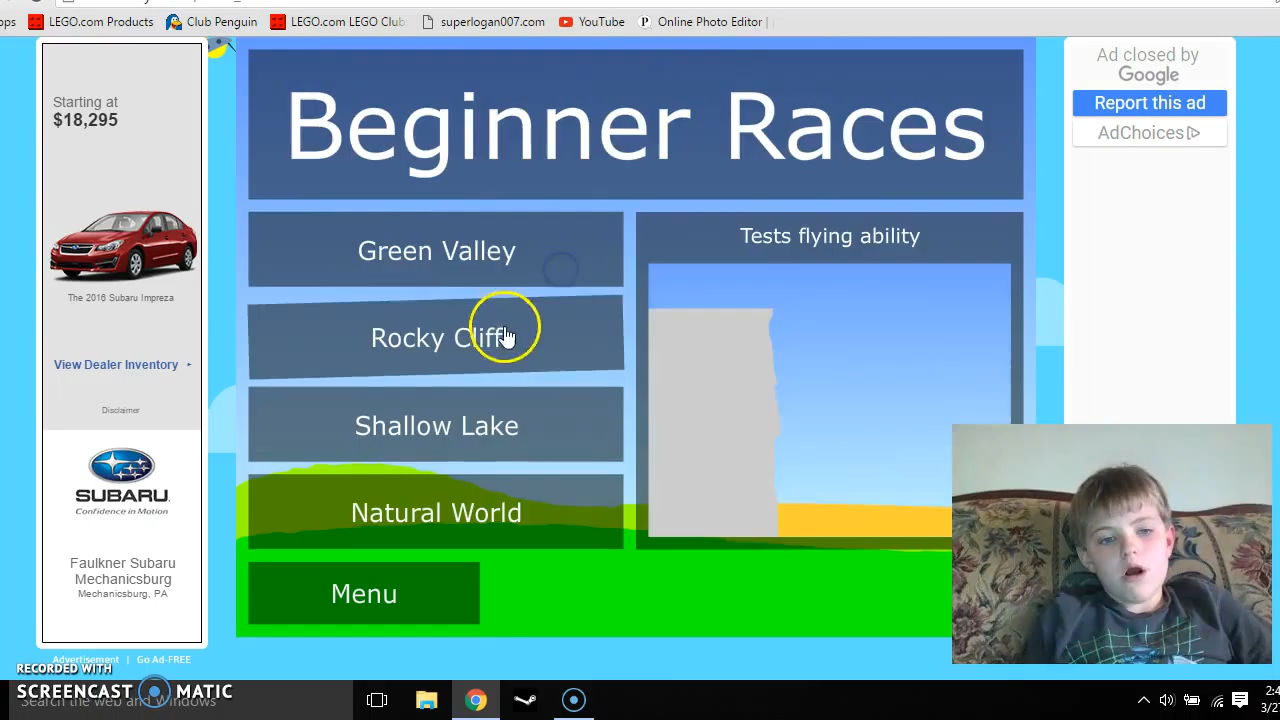 LEGO.com Products
Club Penguin
LEGO.com LEGO Club
superlogan007.com
YouTube
Online Photo Editor
Starting at
$18,295
The 2016 Subaru Impreza
View Dealer Inventory
Disclaimer
SUBARU.
Confidence in Motion
Faulkner Subaru
Mechanicsburg
Mechanicsburg, PA
Advertisement | Go Ad-FREE
Beginner Races
Green Valley
Rocky Cliff
Shallow Lake
Natural World
Menu
Tests flying ability
Ad closed by
Google
Report this ad
AdChoices
RECORDED WITH
SCREENCAST MATIC
Search the web and Windows